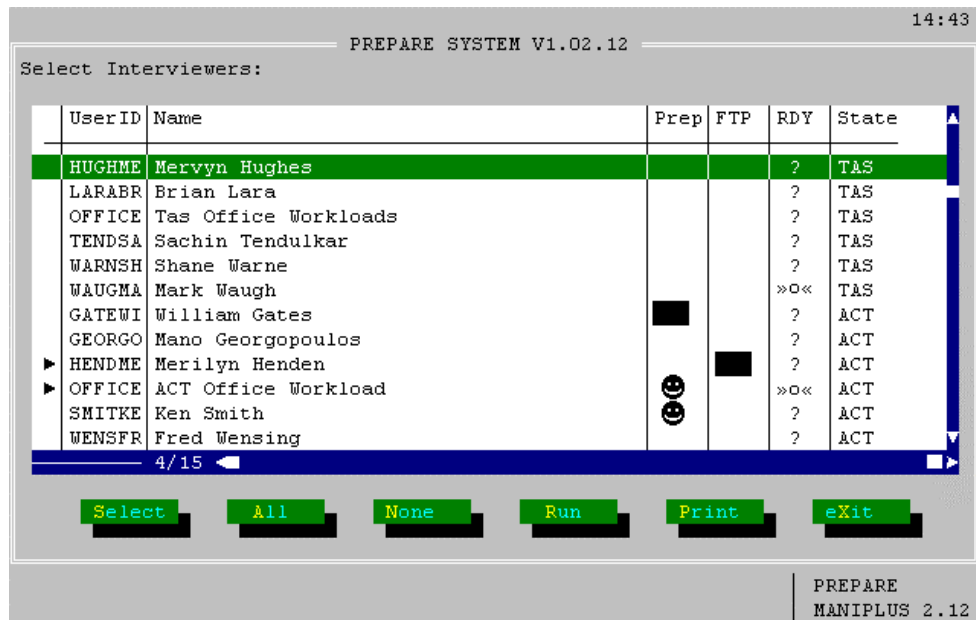 14:43
PREPARE SYSTEM V1.02.12
Select Interviewers:
UserID Name Prep FTP RDY State
HUGHME Mervyn Hughes ? TAS
LARABR Brian Lara ? TAS
OFFICE Tas Office Workloads ? TAS
TENDSA Sachin Tendulkar ? TAS
WARNSH Shane Warne ? TAS
WAUGMA Mark Waugh »O« TAS
GATEWI William Gates ? ACT
GEORGO Mano Georgopoulos ? ACT
► HENDME Merilyn Henden ? ACT
► OFFICE ACT Office Workload ☻ »O« ACT
SMITKE Ken Smith ☻ ? ACT
WENSFR Fred Wensing ? ACT
4/15
Select All None Run Print eXit
PREPARE
MANIPLUS 2.12